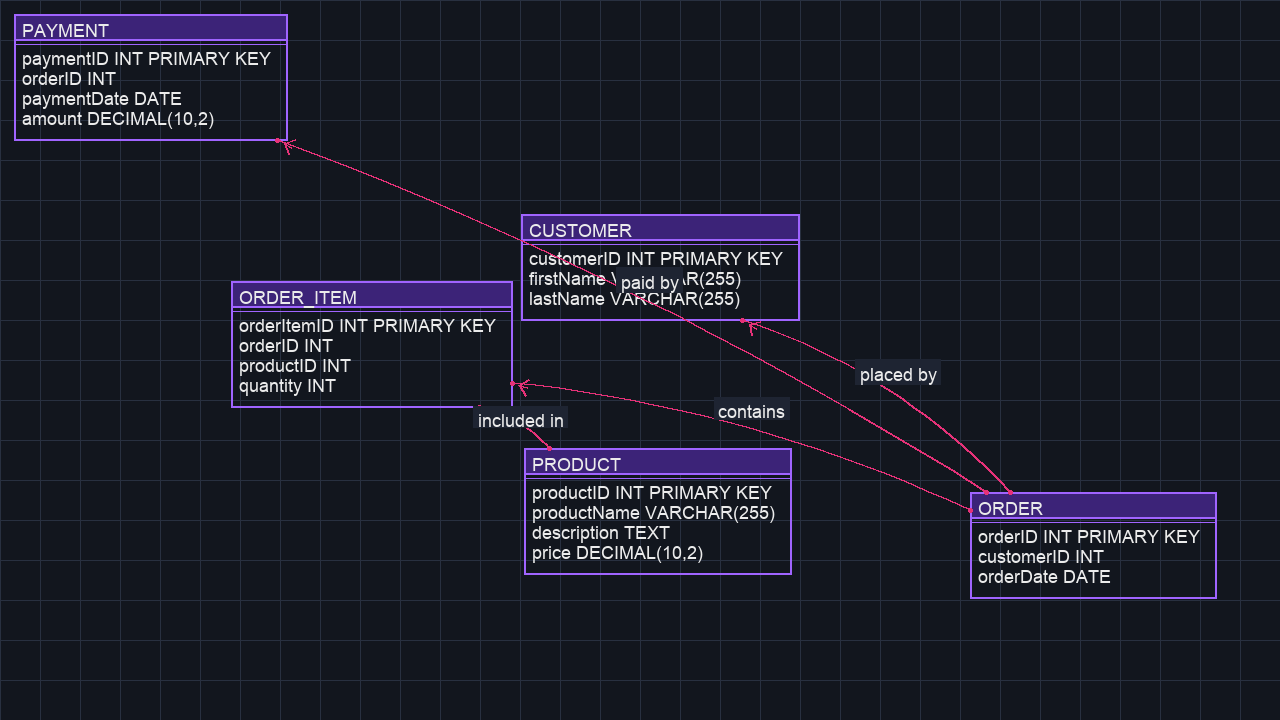 PAYMENT
paymentID INT PRIMARY KEY
orderID INT
paymentDate DATE
amount DECIMAL(10,2)
CUSTOMER
customerID INT PRIMARY KEY
firstName VARCHAR(255)
lastName VARCHAR(255)
paid by
ORDER_ITEM
orderItemID INT PRIMARY KEY
orderID INT
productID INT
quantity INT
placed by
contains
included in
PRODUCT
productID INT PRIMARY KEY
productName VARCHAR(255)
description TEXT
price DECIMAL(10,2)
ORDER
orderID INT PRIMARY KEY
customerID INT
orderDate DATE